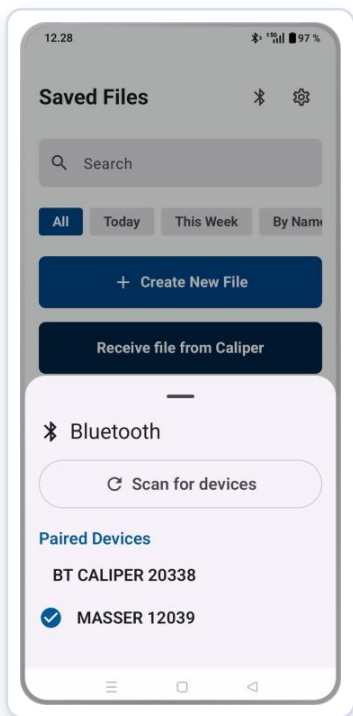 12.28 5G 97 %
Saved Files
Search
All Today This Week By Nam
+ Create New File
Receive file from Caliper
Bluetooth
Scan for devices
Paired Devices
BT CALIPER 20338
MASSER 12039